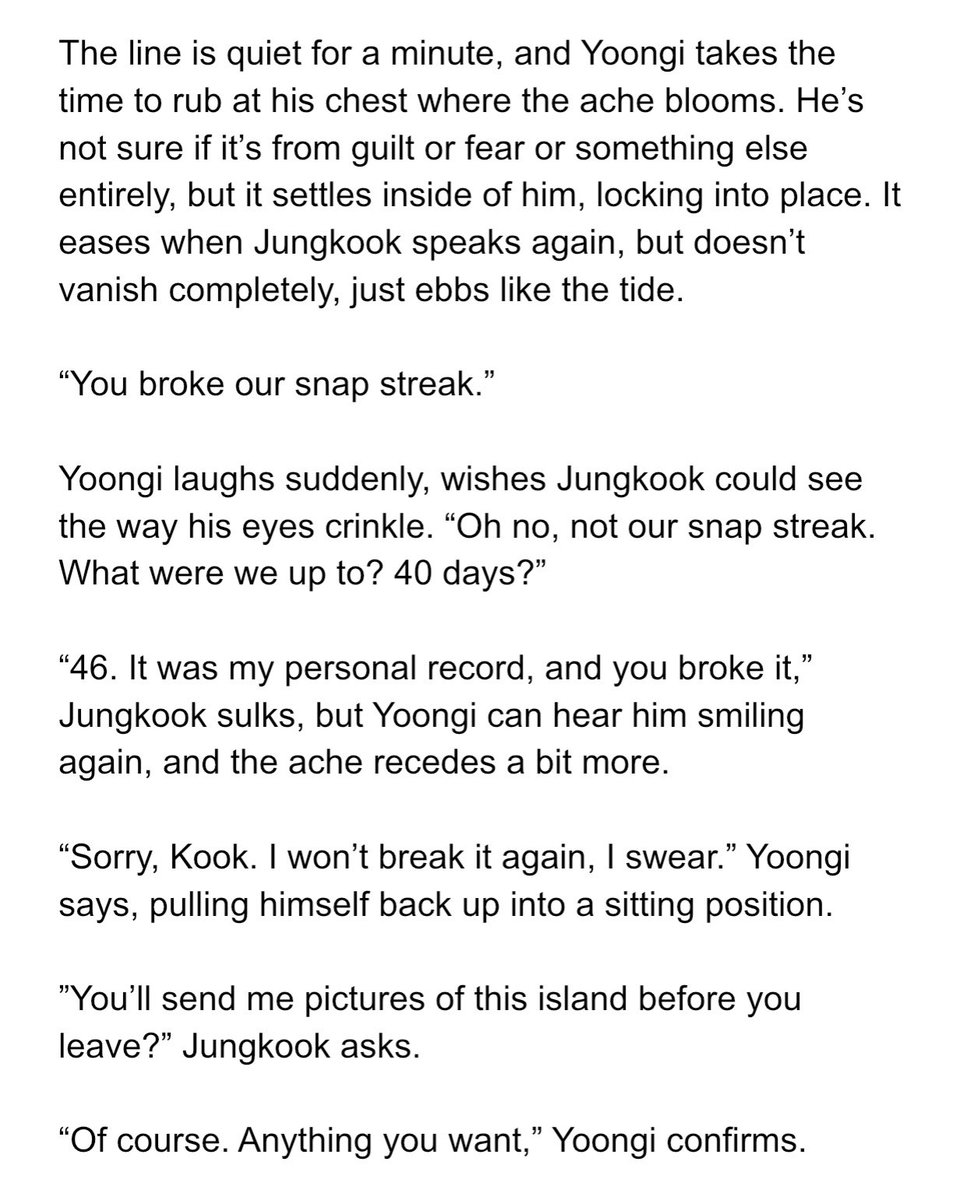 The line is quiet for a minute, and Yoongi takes the
time to rub at his chest where the ache blooms. He’s
not sure if it’s from guilt or fear or something else
entirely, but it settles inside of him, locking into place. It
eases when Jungkook speaks again, but doesn’t
vanish completely, just ebbs like the tide.
“You broke our snap streak.”
Yoongi laughs suddenly, wishes Jungkook could see
the way his eyes crinkle. “Oh no, not our snap streak.
What were we up to? 40 days?”
“46. It was my personal record, and you broke it,”
Jungkook sulks, but Yoongi can hear him smiling
again, and the ache recedes a bit more.
“Sorry, Kook. I won’t break it again, I swear.” Yoongi
says, pulling himself back up into a sitting position.
”You’ll send me pictures of this island before you
leave?” Jungkook asks.
“Of course. Anything you want,” Yoongi confirms.